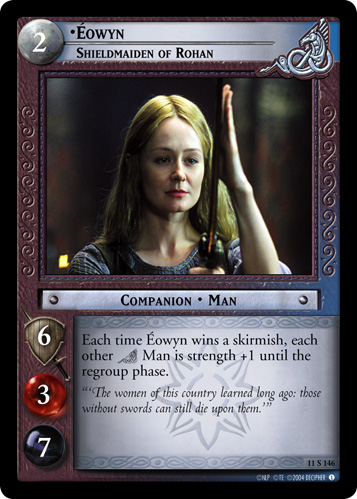 2
•Éowyn
Shieldmaiden of Rohan
Companion • Man
6
Each time Éowyn wins a skirmish, each
other Man is strength +1 until the
regroup phase.
3
“‘The women of this country learned long ago: those
without swords can still die upon them.’”
7
11 S 146
©NLP ©TE ©2004 DECIPHER